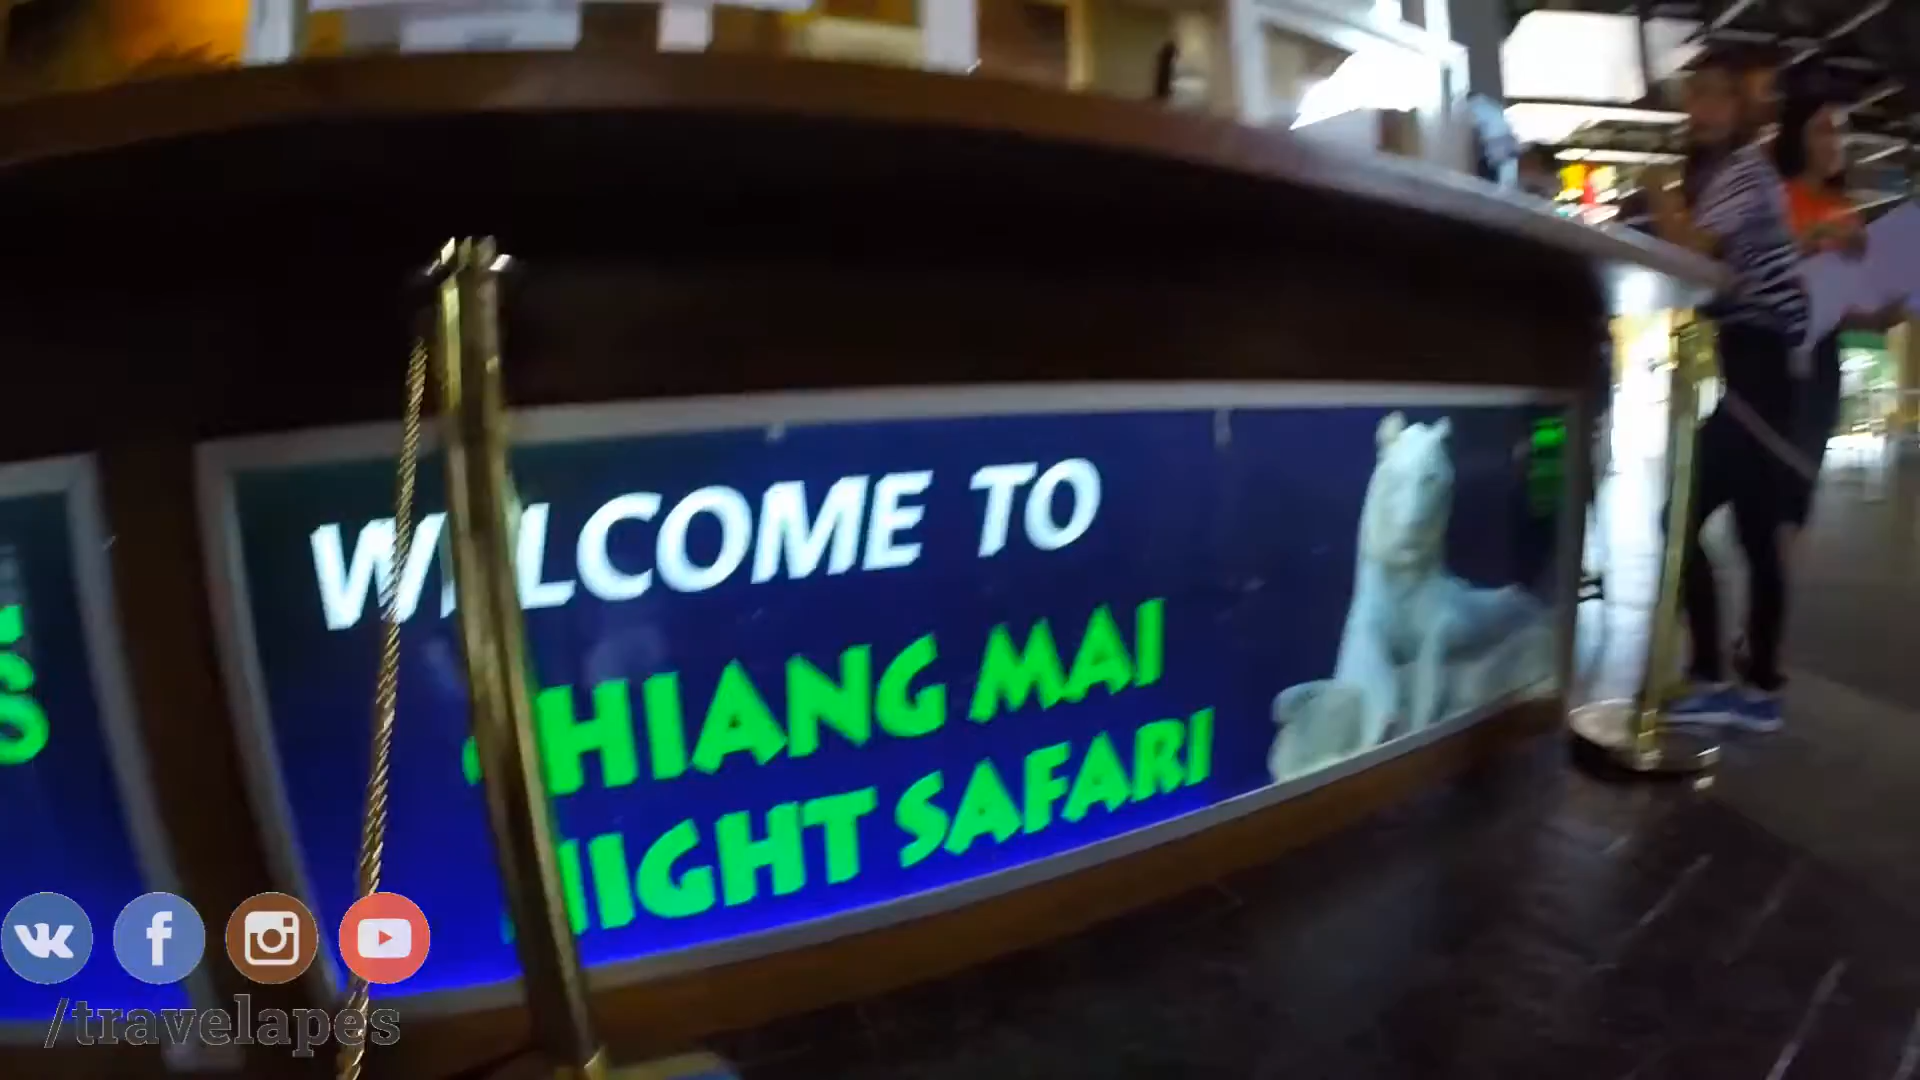 WELCOME TO
CHIANG MAI
NIGHT SAFARI
S
/travelapes